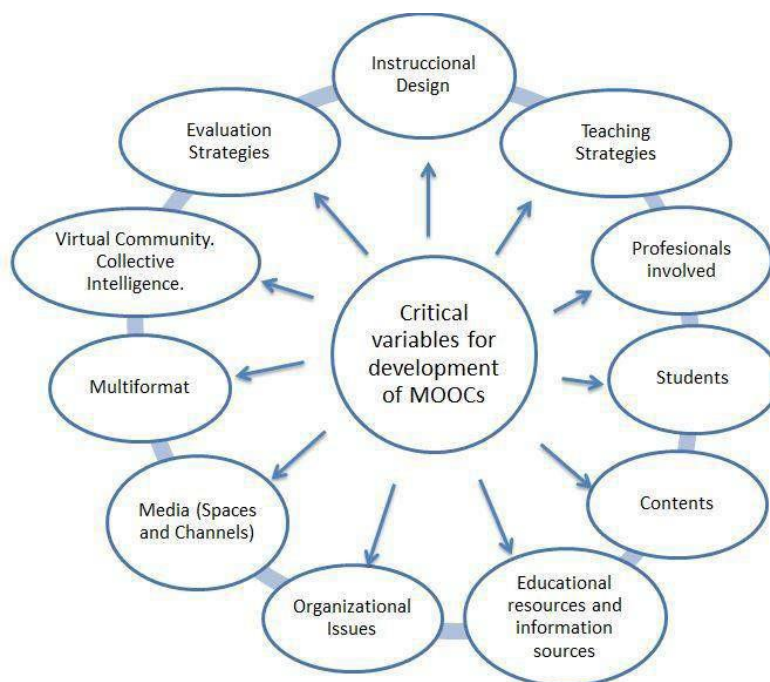 Instruccional
Design
Teaching
Strategies
Profesionals
involved
Students
Contents
Educational
resources and
information
sources
Organizational
Issues
Media (Spaces
and Channels)
Multiformat
Virtual Community.
Collective
Intelligence.
Evaluation
Strategies
Critical
variables for
development
of MOOCs